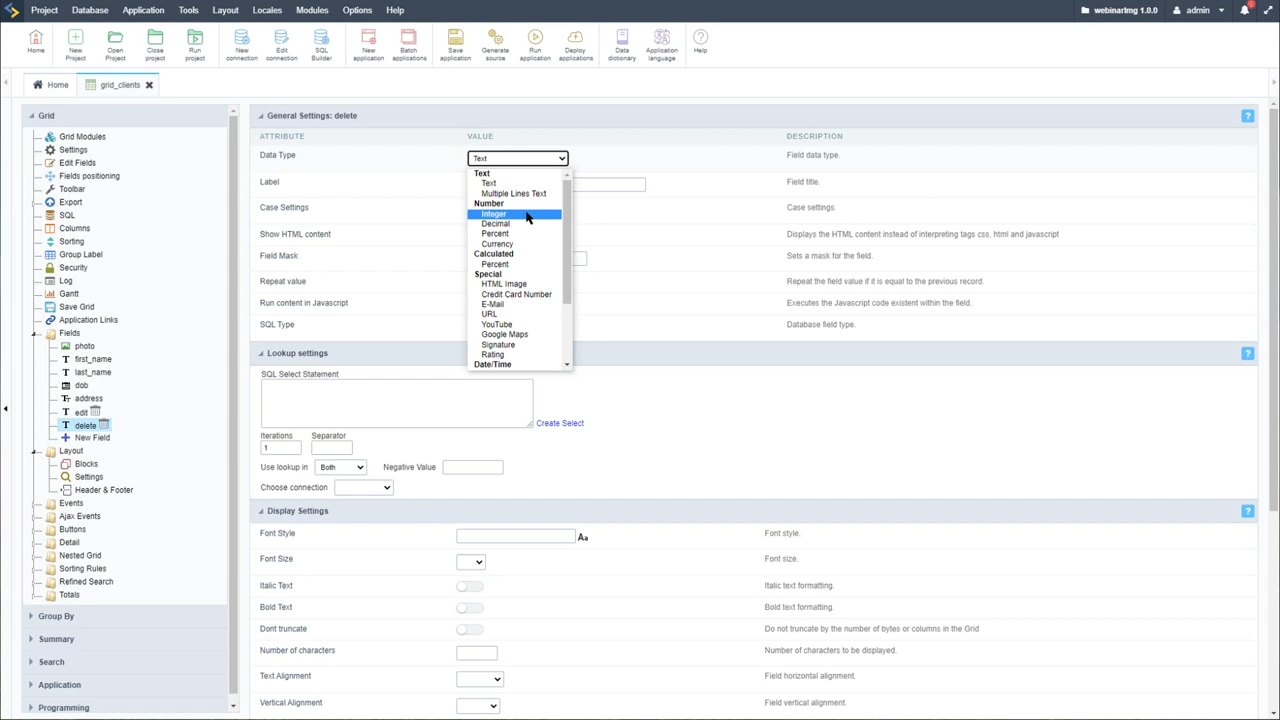 Project Database Application Tools Layout Locales Modules Options Help webinarImg 1.0.0 admin
Home New Project Open Project Close project Run project New connection Edit connection SQL Builder New application Batch applications Save application Generate source Run application Deploy applications Data dictionary Application language Help
Home grid_clients
Grid
Grid Modules
Settings
Edit Fields
Fields positioning
Toolbar
Export
SQL
Columns
Sorting
Group Label
Security
Log
Gantt
Save Grid
Application Links
Fields
photo
first_name
last_name
dob
address
edit
delete
New Field
Layout
Blocks
Settings
Header & Footer
Events
Ajax Events
Buttons
Detail
Nested Grid
Sorting Rules
Refined Search
Totals
Group By
Summary
Search
Application
Programming
General Settings: delete ?
ATTRIBUTE VALUE DESCRIPTION
Data Type Text Field data type.
Label Field title.
Case Settings Case settings.
Show HTML content Displays the HTML content instead of interpreting tags css, html and javascript
Field Mask Sets a mask for the field.
Repeat value Repeat the field value if it is equal to the previous record.
Run content in Javascript Executes the Javascript code existent within the field.
SQL Type Database field type.
Text
Text
Multiple Lines Text
Number
Integer
Decimal
Percent
Currency
Calculated
Percent
Special
HTML Image
Credit Card Number
E-Mail
URL
YouTube
Google Maps
Signature
Rating
Date/Time
Lookup settings ?
SQL Select Statement
Create Select
Iterations Separator
1
Use lookup in Both Negative Value
Choose connection
Display Settings ?
Font Style Aa Font style.
Font Size Font size.
Italic Text Italic text formatting.
Bold Text Bold text formatting.
Dont truncate Do not truncate by the number of bytes or columns in the Grid
Number of characters Number of characters to be displayed.
Text Alignment Field horizontal alignment.
Vertical Alignment Field vertical alignment.